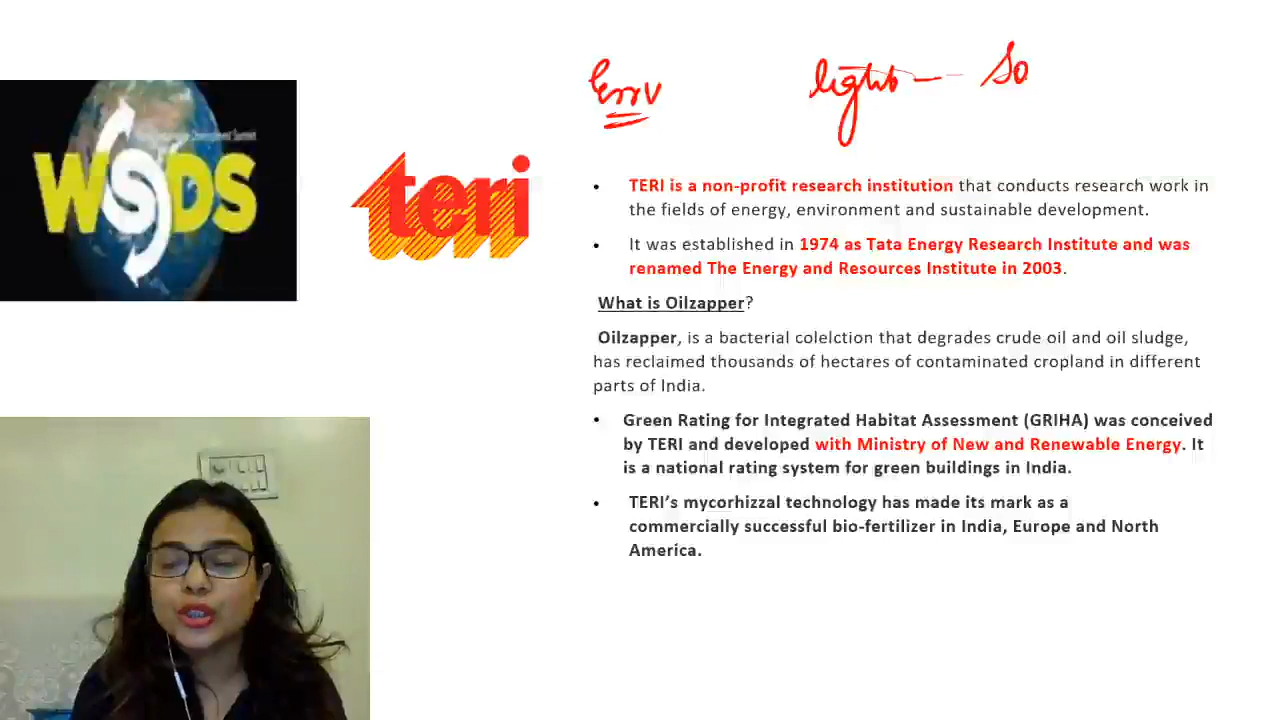 Env
light — So
WSDS
teri
• TERI is a non-profit research institution that conducts research work in
the fields of energy, environment and sustainable development.
• It was established in 1974 as Tata Energy Research Institute and was
renamed The Energy and Resources Institute in 2003.
What is Oilzapper?
Oilzapper, is a bacterial colelction that degrades crude oil and oil sludge,
has reclaimed thousands of hectares of contaminated cropland in different
parts of India.
• Green Rating for Integrated Habitat Assessment (GRIHA) was conceived
by TERI and developed with Ministry of New and Renewable Energy. It
is a national rating system for green buildings in India.
• TERI’s mycorhizzal technology has made its mark as a
commercially successful bio-fertilizer in India, Europe and North
America.